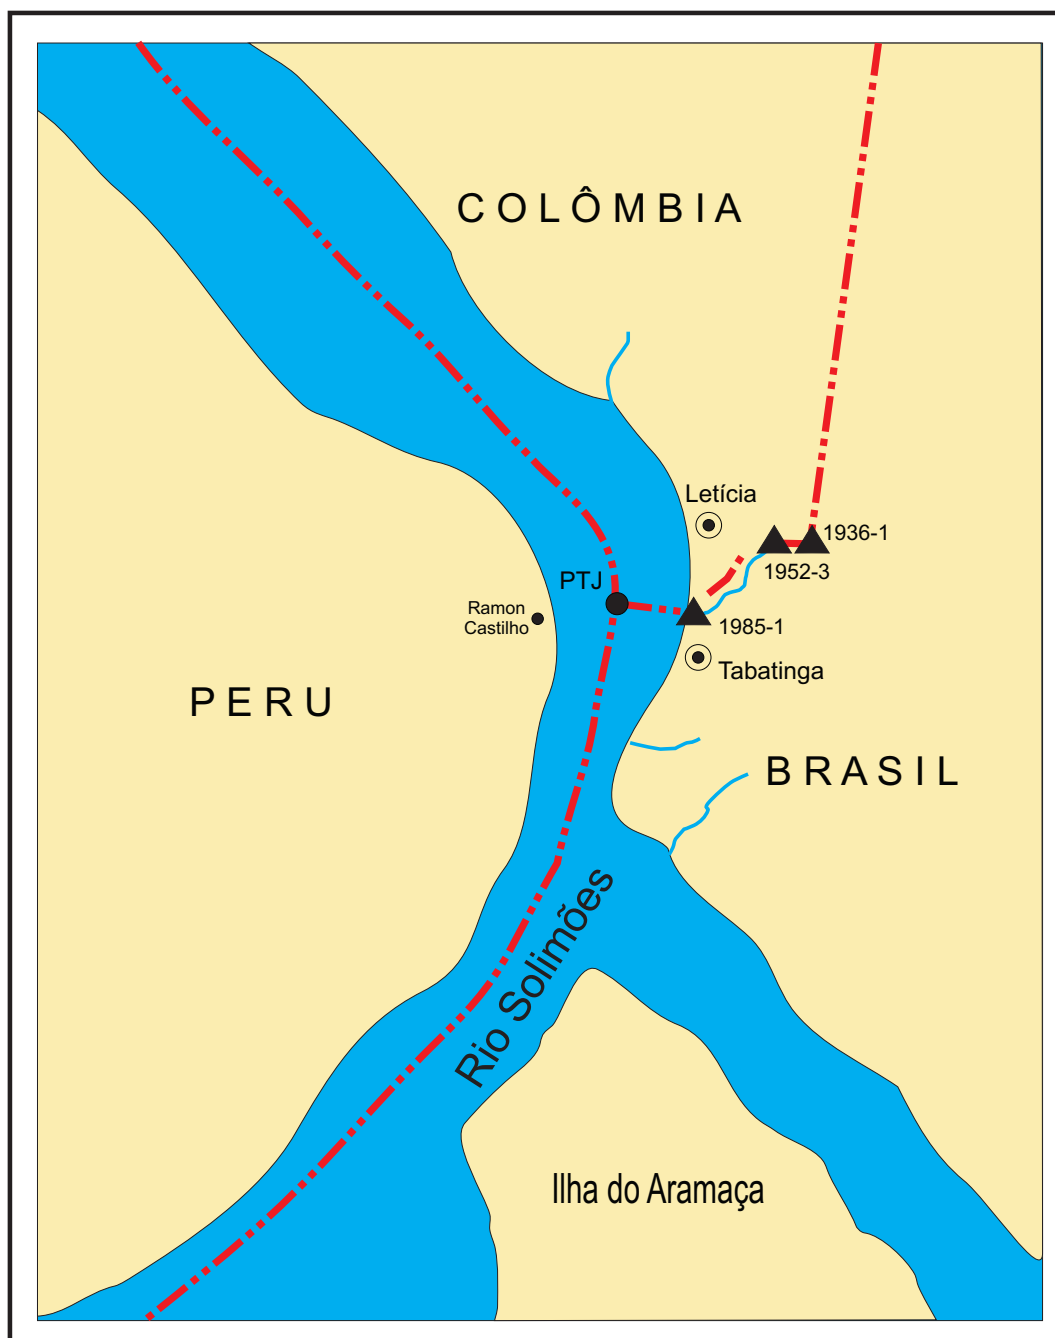 COLÔMBIA
Letícia
1936-1
1952-3
PTJ
Ramon
Castilho
1985-1
Tabatinga
PERU
BRASIL
Rio Solimões
Ilha do Aramaça